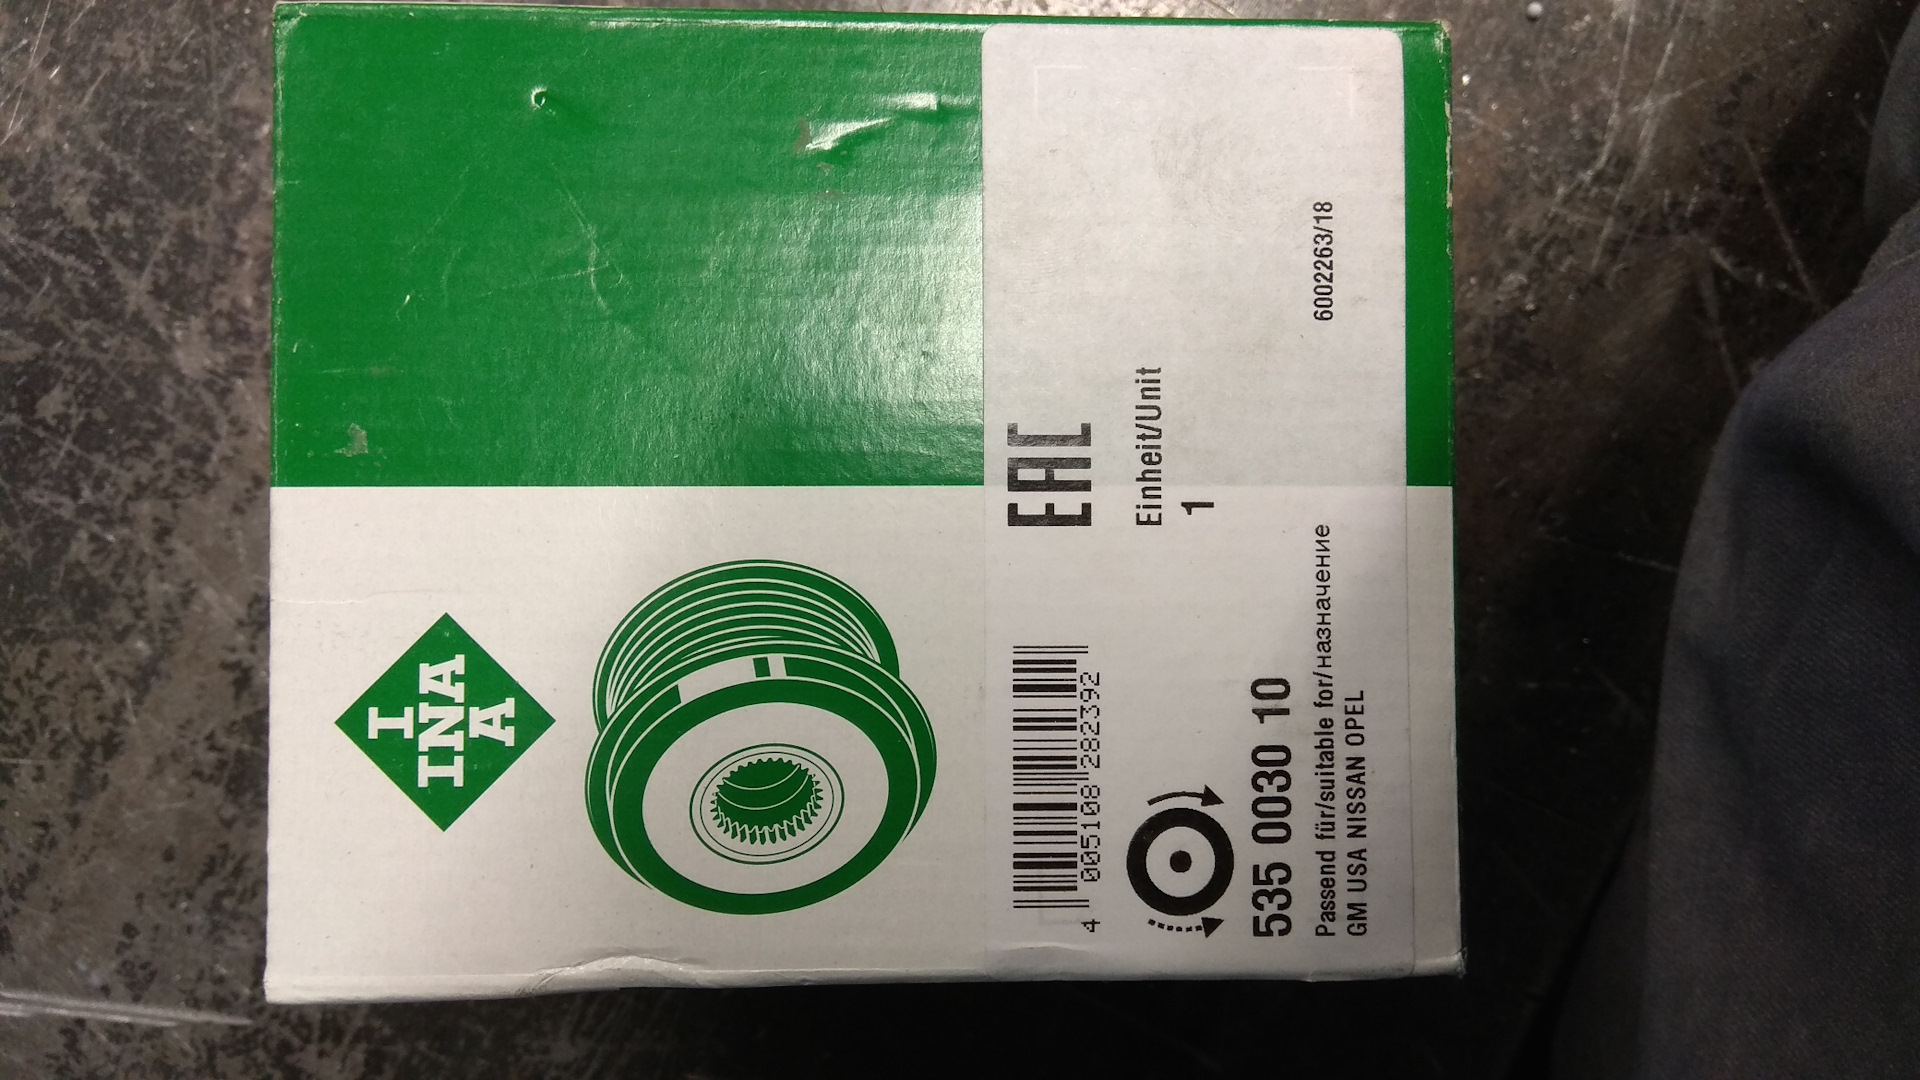 I
INA
A
4 005108 282392
EAC
Einheit/Unit
1
535 0030 10
Passend für/suitable for/назначение
GM USA NISSAN OPEL
6002263/18